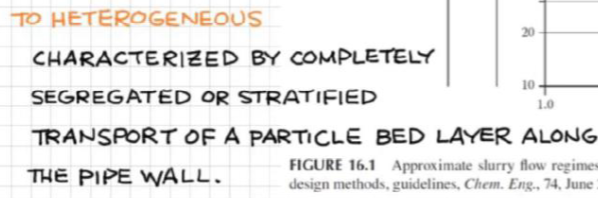 TO HETEROGENEOUS
CHARACTERIZED BY COMPLETELY
SEGREGATED OR STRATIFIED
TRANSPORT OF A PARTICLE BED LAYER ALONG
THE PIPE WALL.
20
10
1.0
FIGURE 16.1 Approximate slurry flow regimes
design methods, guidelines, Chem. Eng., 74, June